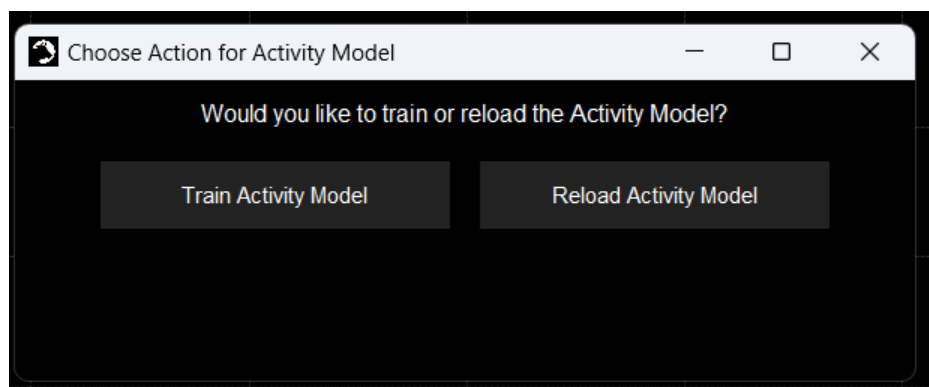 Choose Action for Activity Model
Would you like to train or reload the Activity Model?
Train Activity Model
Reload Activity Model